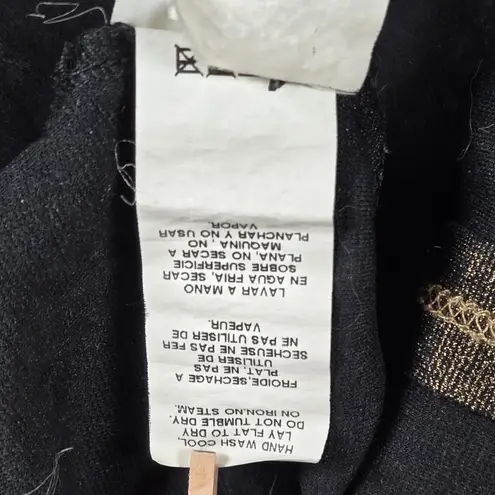 HAND WASH COOL,
LAY FLAT TO DRY
DO NOT TUMBLE DRY.
ON IRON.NO STEAM.
FROIDE,SECHAGE A
PLAT, NE PAS
UTILISER DE
SECHEUSE NE PAS FER
NE PAS UTILISER DE
VAPEUR.
LAVAR A MANO
EN AGUA FRIA, SECAR
SOBRE SUPERFICIE
PLANA, NO SECAR A
MAQUINA , NO
PLANCHAR Y NO USAR
VAPOR.